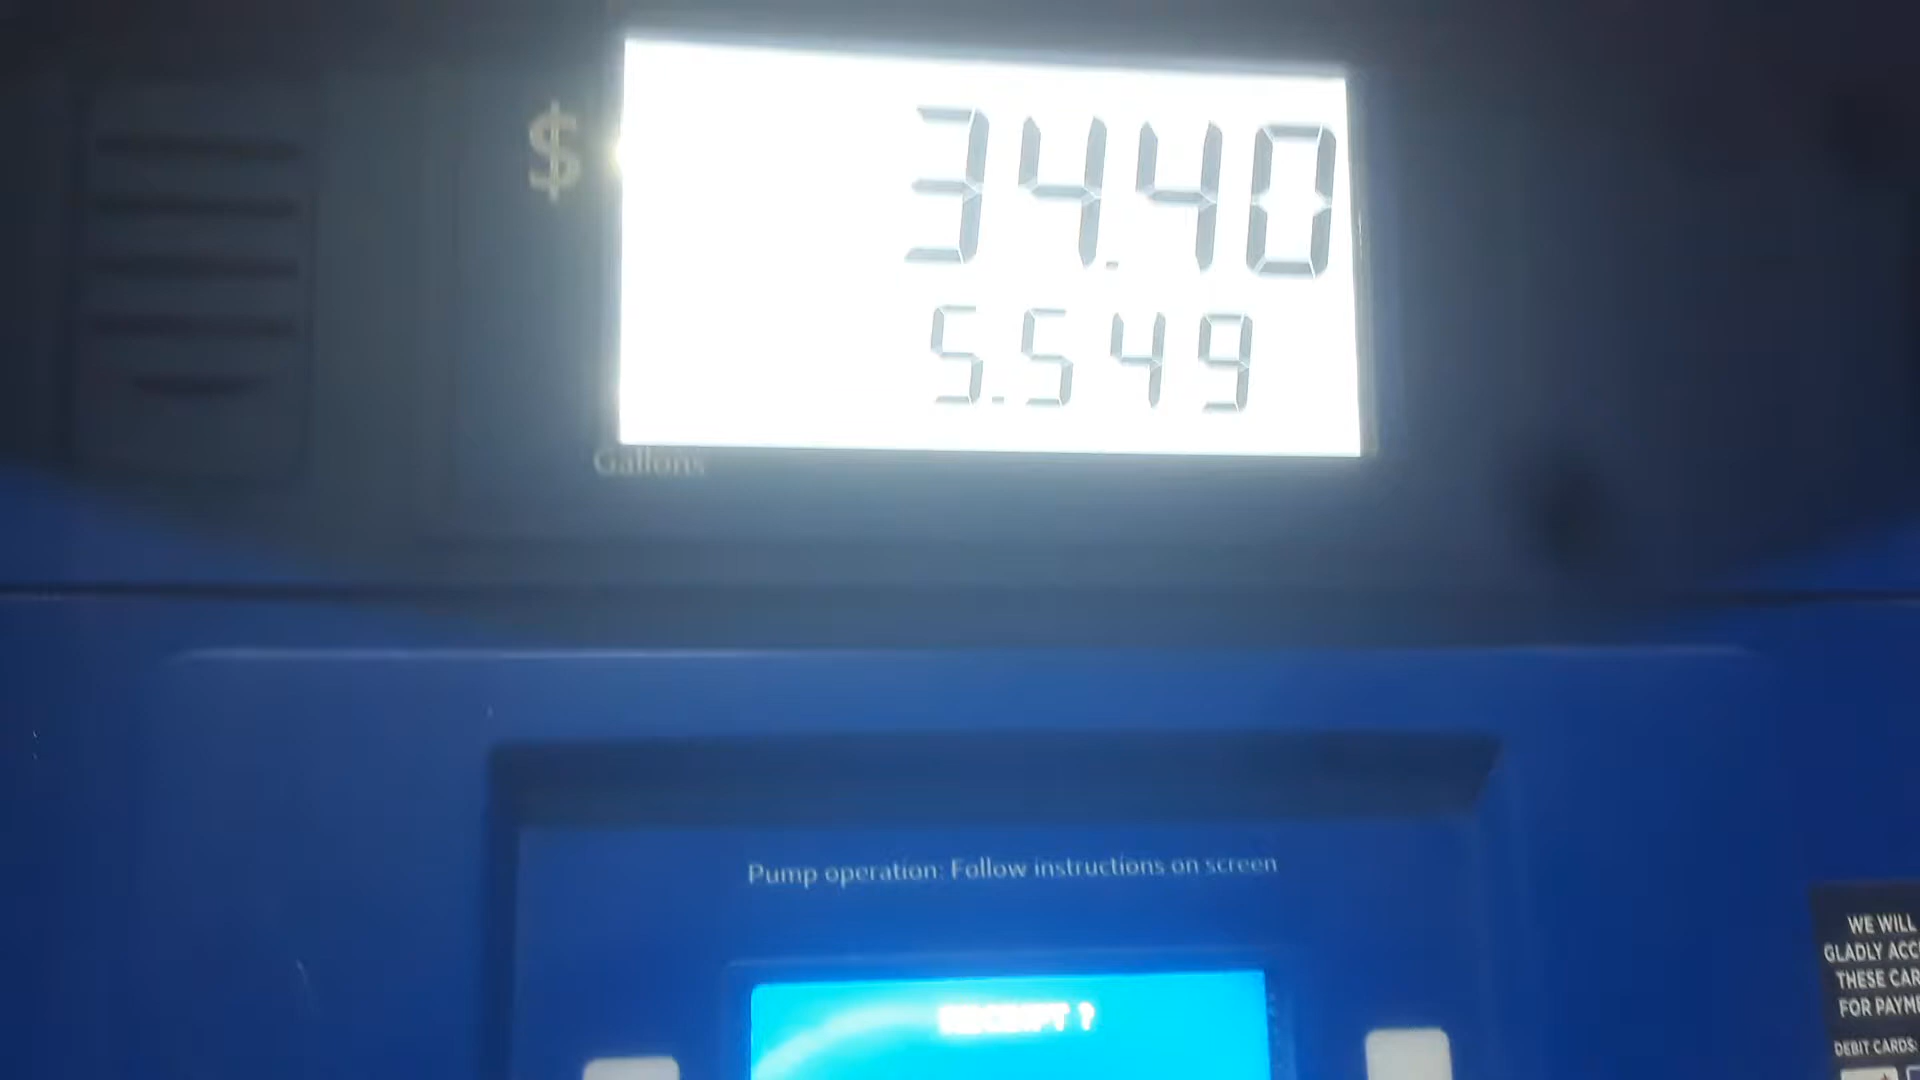 $ 34.40
5.549
Gallons
Pump operation: Follow instructions on screen
RECEIPT ?
WE WILL
GLADLY ACC
THESE CAR
FOR PAYME
DEBIT CARDS: